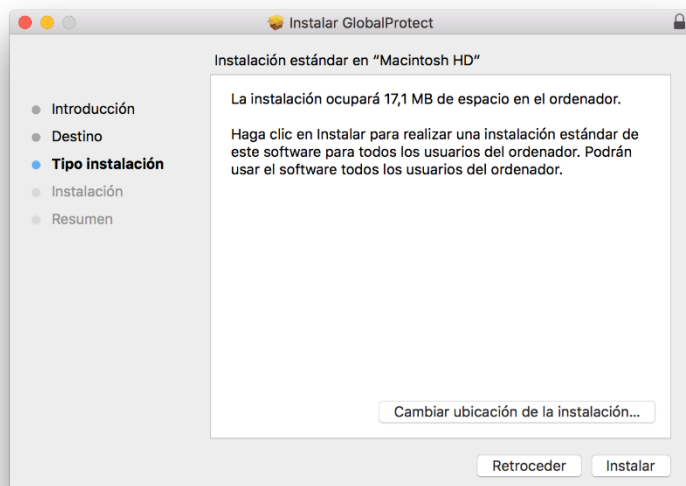 Instalar GlobalProtect
Instalación estándar en “Macintosh HD”
Introducción
Destino
Tipo instalación
Instalación
Resumen
La instalación ocupará 17,1 MB de espacio en el ordenador.
Haga clic en Instalar para realizar una instalación estándar de
este software para todos los usuarios del ordenador. Podrán
usar el software todos los usuarios del ordenador.
Cambiar ubicación de la instalación...
Retroceder
Instalar